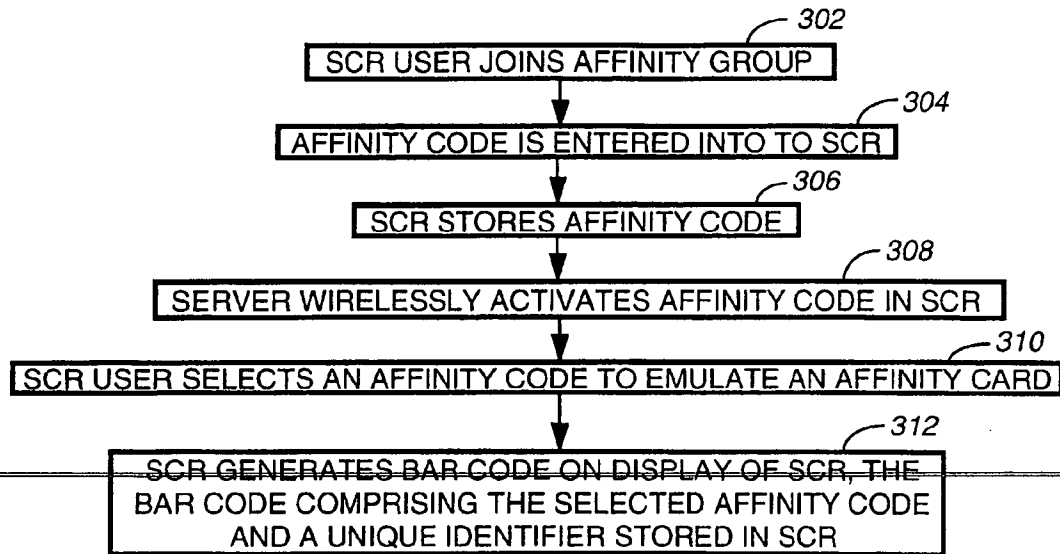 302
SCR USER JOINS AFFINITY GROUP
304
AFFINITY CODE IS ENTERED INTO TO SCR
306
SCR STORES AFFINITY CODE
308
SERVER WIRELESSLY ACTIVATES AFFINITY CODE IN SCR
310
SCR USER SELECTS AN AFFINITY CODE TO EMULATE AN AFFINITY CARD
312
SCR GENERATES BAR CODE ON DISPLAY OF SCR, THE
BAR CODE COMPRISING THE SELECTED AFFINITY CODE
AND A UNIQUE IDENTIFIER STORED IN SCR